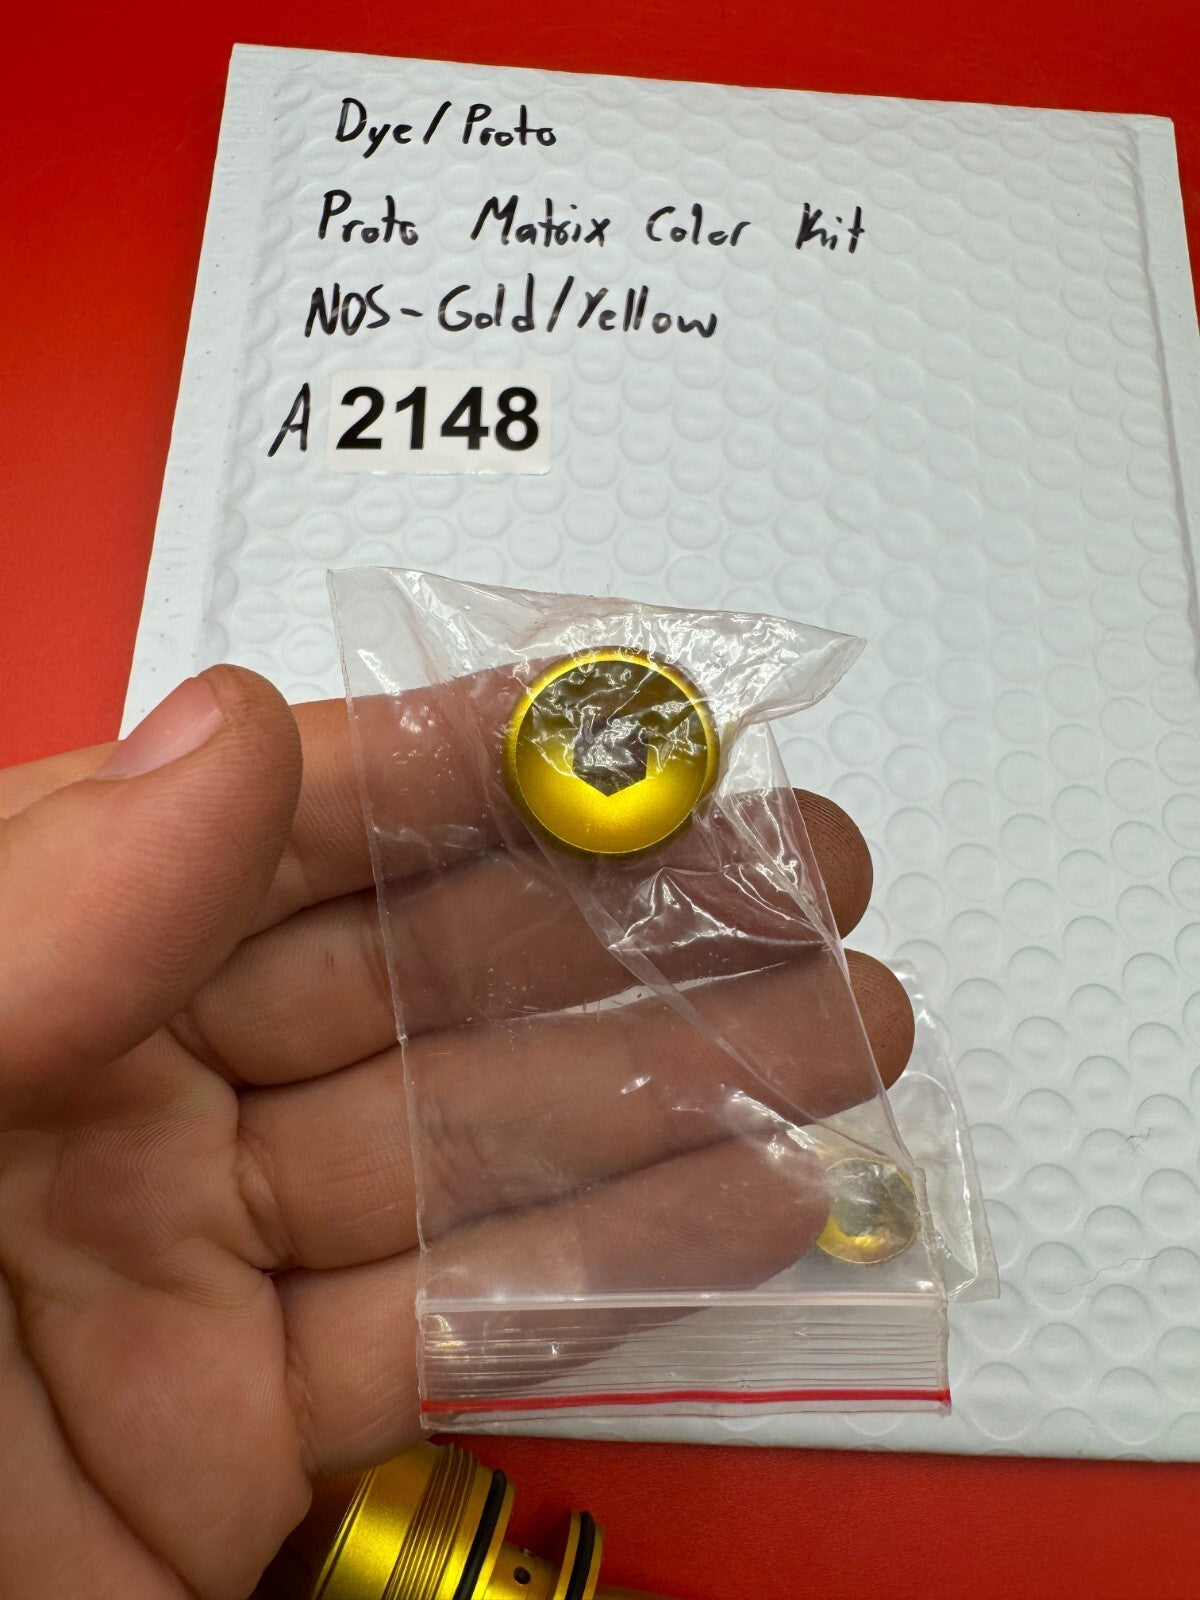 Dye/Proto
Proto Matrix Color Kit
NOS-Gold/Yellow
A 2148